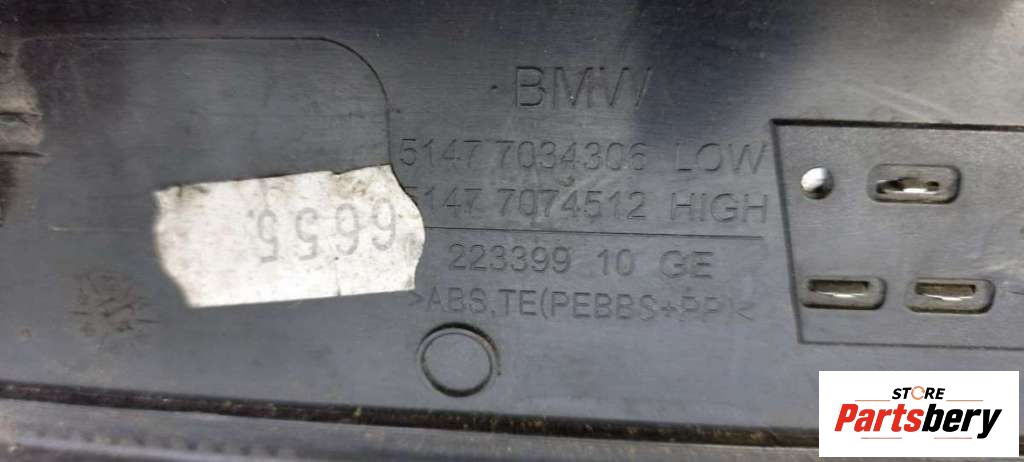 BMW
5147 7034306 LOW
5147 7074512 HIGH
6655
223399 10 GE
>ABS,TE(PEBBS+PP)<
STORE
Partsbery